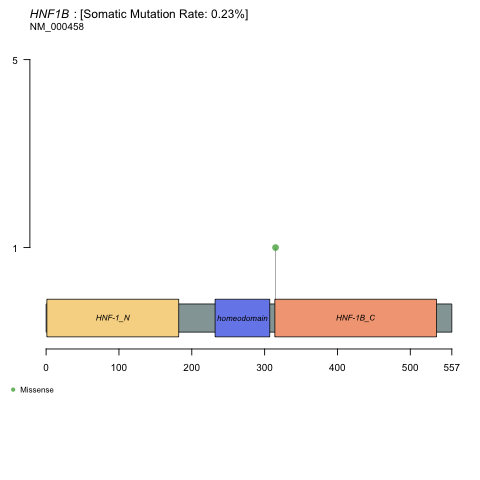 HNF1B : [Somatic Mutation Rate: 0.23%]
NM_000458
5
1
HNF-1_N
homeodomain
HNF-1B_C
0 100 200 300 400 500 557
Missense